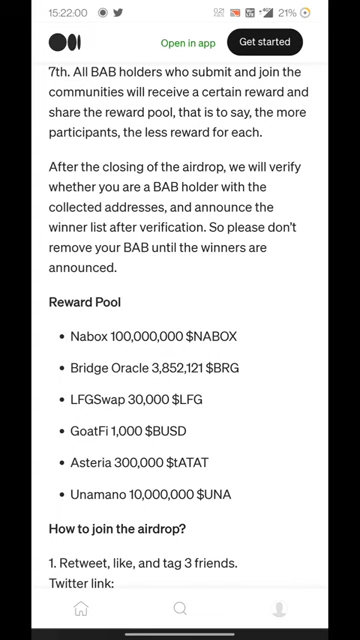 15:22:00
21%
Open in app
Get started
7th. All BAB holders who submit and join the
communities will receive a certain reward and
share the reward pool, that is to say, the more
participants, the less reward for each.
After the closing of the airdrop, we will verify
whether you are a BAB holder with the
collected addresses, and announce the
winner list after verification. So please don't
remove your BAB until the winners are
announced.
Reward Pool
• Nabox 100,000,000 $NABOX
• Bridge Oracle 3,852,121 $BRG
• LFGSwap 30,000 $LFG
• GoatFi 1,000 $BUSD
• Asteria 300,000 $tATAT
• Unamano 10,000,000 $UNA
How to join the airdrop?
1. Retweet, like, and tag 3 friends.
Twitter link: